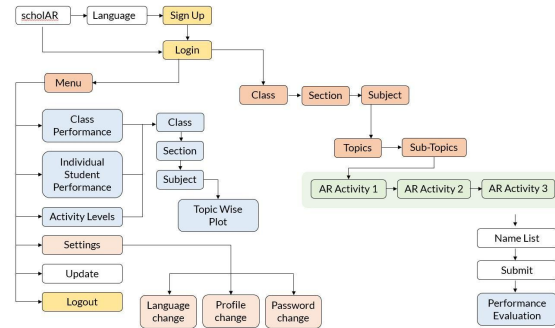 scholAR
Language
Sign Up
Login
Menu
Class
Section
Subject
Class
Performance
Class
Section
Individual
Student
Performance
Subject
Topics
Sub-Topics
AR Activity 1
AR Activity 2
AR Activity 3
Activity Levels
Topic Wise
Plot
Settings
Name List
Update
Submit
Logout
Language
change
Profile
change
Password
change
Performance
Evaluation